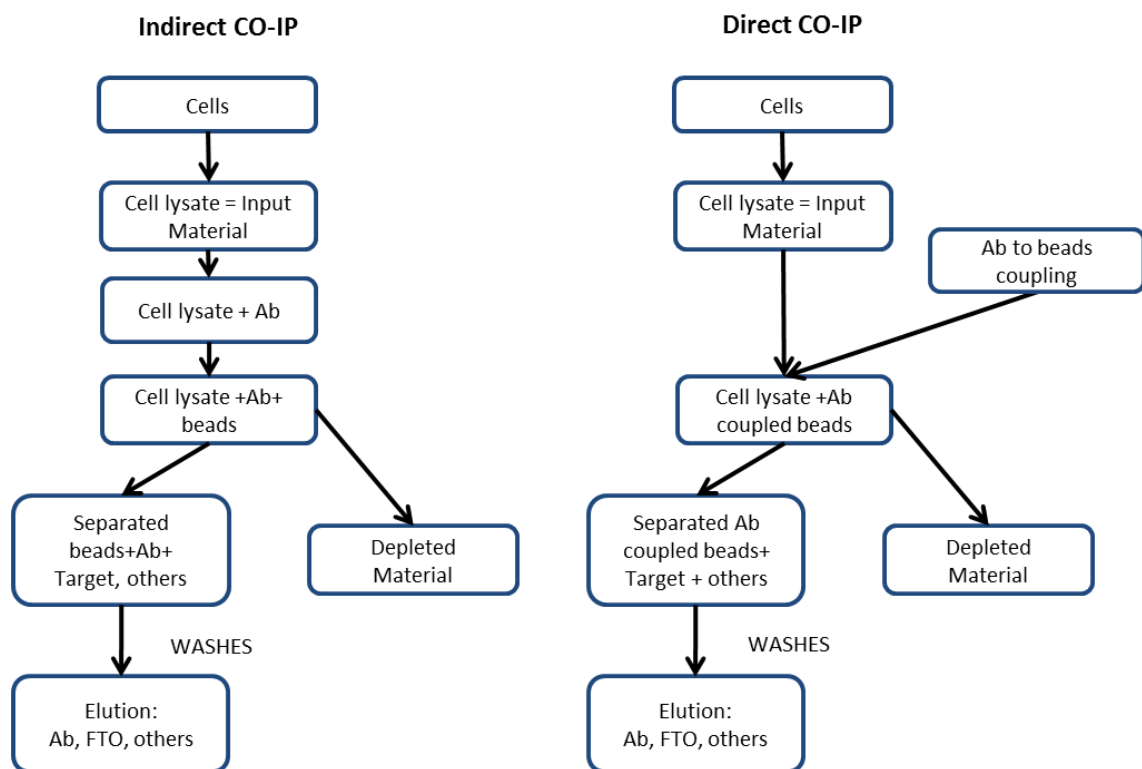 Indirect CO-IP
Cells
Cell lysate = Input
Material
Cell lysate + Ab
Cell lysate +Ab+
beads
Separated
beads+Ab+
Target, others
Depleted
Material
WASHES
Elution:
Ab, FTO, others
Direct CO-IP
Cells
Cell lysate = Input
Material
Ab to beads
coupling
Cell lysate +Ab
coupled beads
Separated Ab
coupled beads+
Target + others
Depleted
Material
WASHES
Elution:
Ab, FTO, others